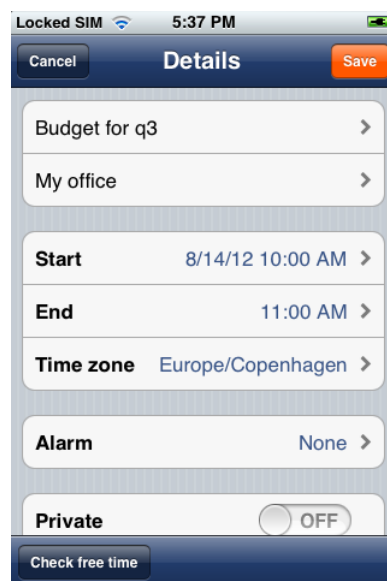 Locked SIM 5:37 PM
Cancel Details Save
Budget for q3
My office
Start 8/14/12 10:00 AM
End 11:00 AM
Time zone Europe/Copenhagen
Alarm None
Private OFF
Check free time